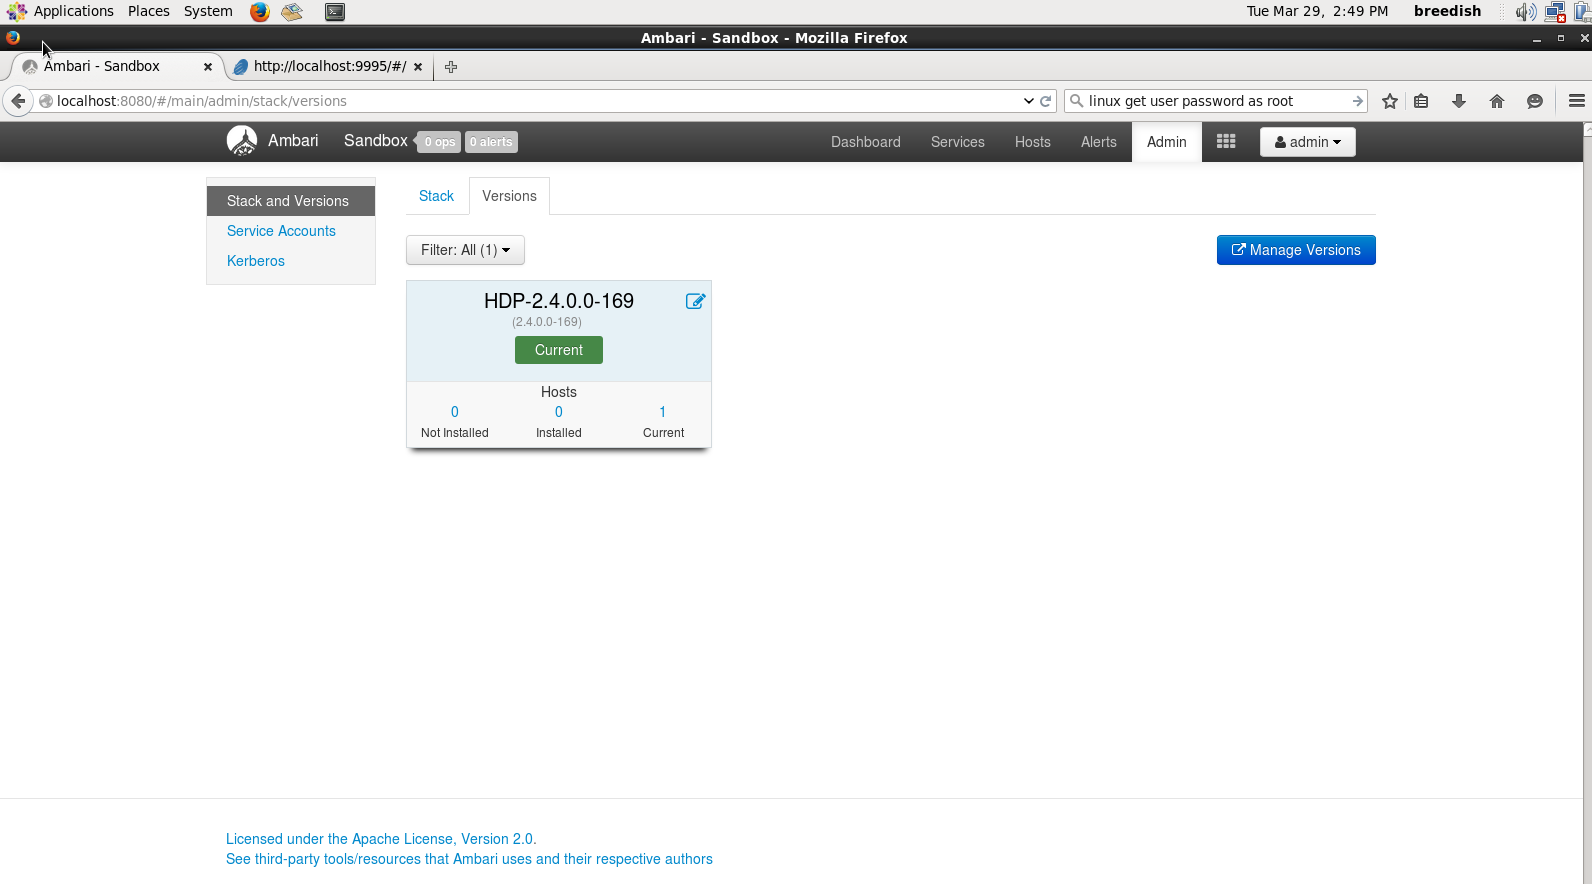 Applications Places System Tue Mar 29, 2:49 PM breedish
Ambari - Sandbox - Mozilla Firefox
Ambari - Sandbox http://localhost:9995/#/
localhost:8080/#/main/admin/stack/versions linux get user password as root
Ambari Sandbox 0 ops 0 alerts Dashboard Services Hosts Alerts Admin admin
Stack and Versions
Service Accounts
Kerberos
Stack Versions
Filter: All (1) Manage Versions
HDP-2.4.0.0-169
(2.4.0.0-169)
Current
Hosts
0 0 1
Not Installed Installed Current
Licensed under the Apache License, Version 2.0.
See third-party tools/resources that Ambari uses and their respective authors